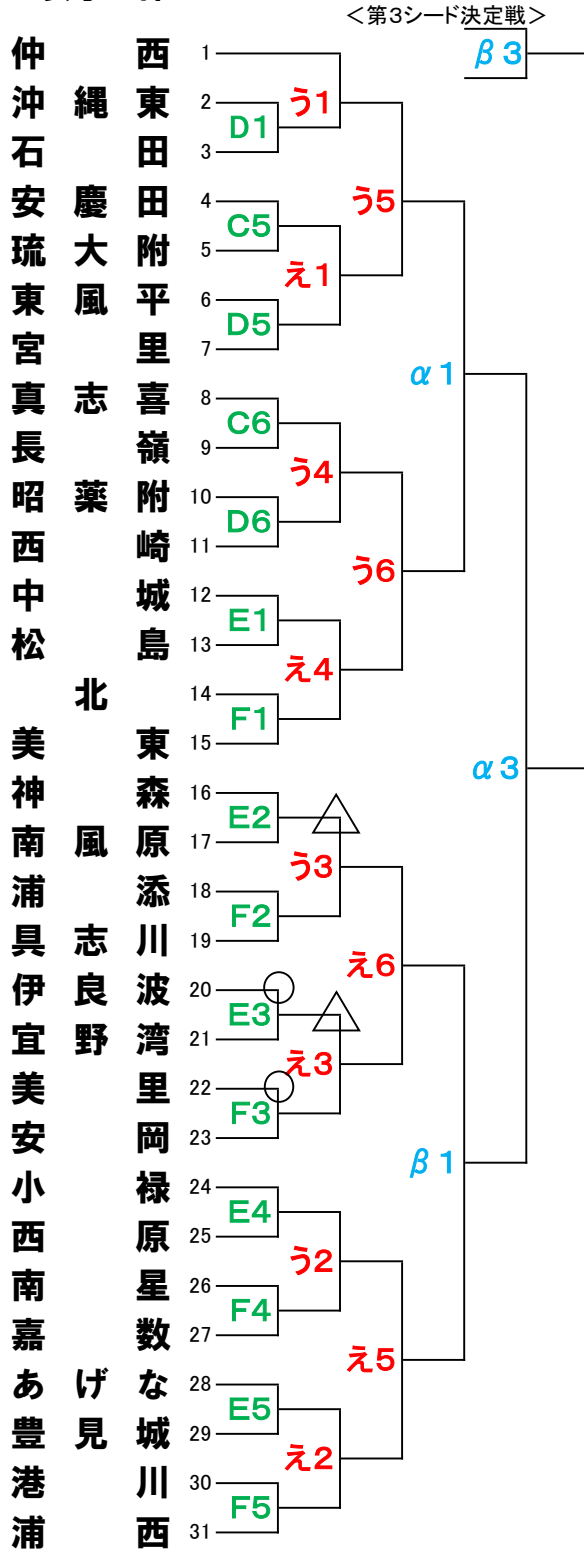 <第3シード決定戦>
仲西 1
β3
沖縄東 2
う1
D1
石田 3
安慶田 4
う5
C5
琉大附 5
え1
東風平 6
D5
宮里 7
α1
真志喜 8
C6
長嶺 9
う4
昭薬附 10
D6
西崎 11
う6
中城 12
E1
松島 13
え4
北 14
F1
美東 15
α3
神森 16
E2
南風原 17
う3
浦添 18
F2
具志川 19
え6
伊良波 20
E3
宜野湾 21
え3
美里 22
F3
安岡 23
β1
小禄 24
E4
西原 25
う2
南星 26
F4
嘉数 27
え5
あげな 28
E5
豊見城 29
え2
港川 30
F5
浦西 31